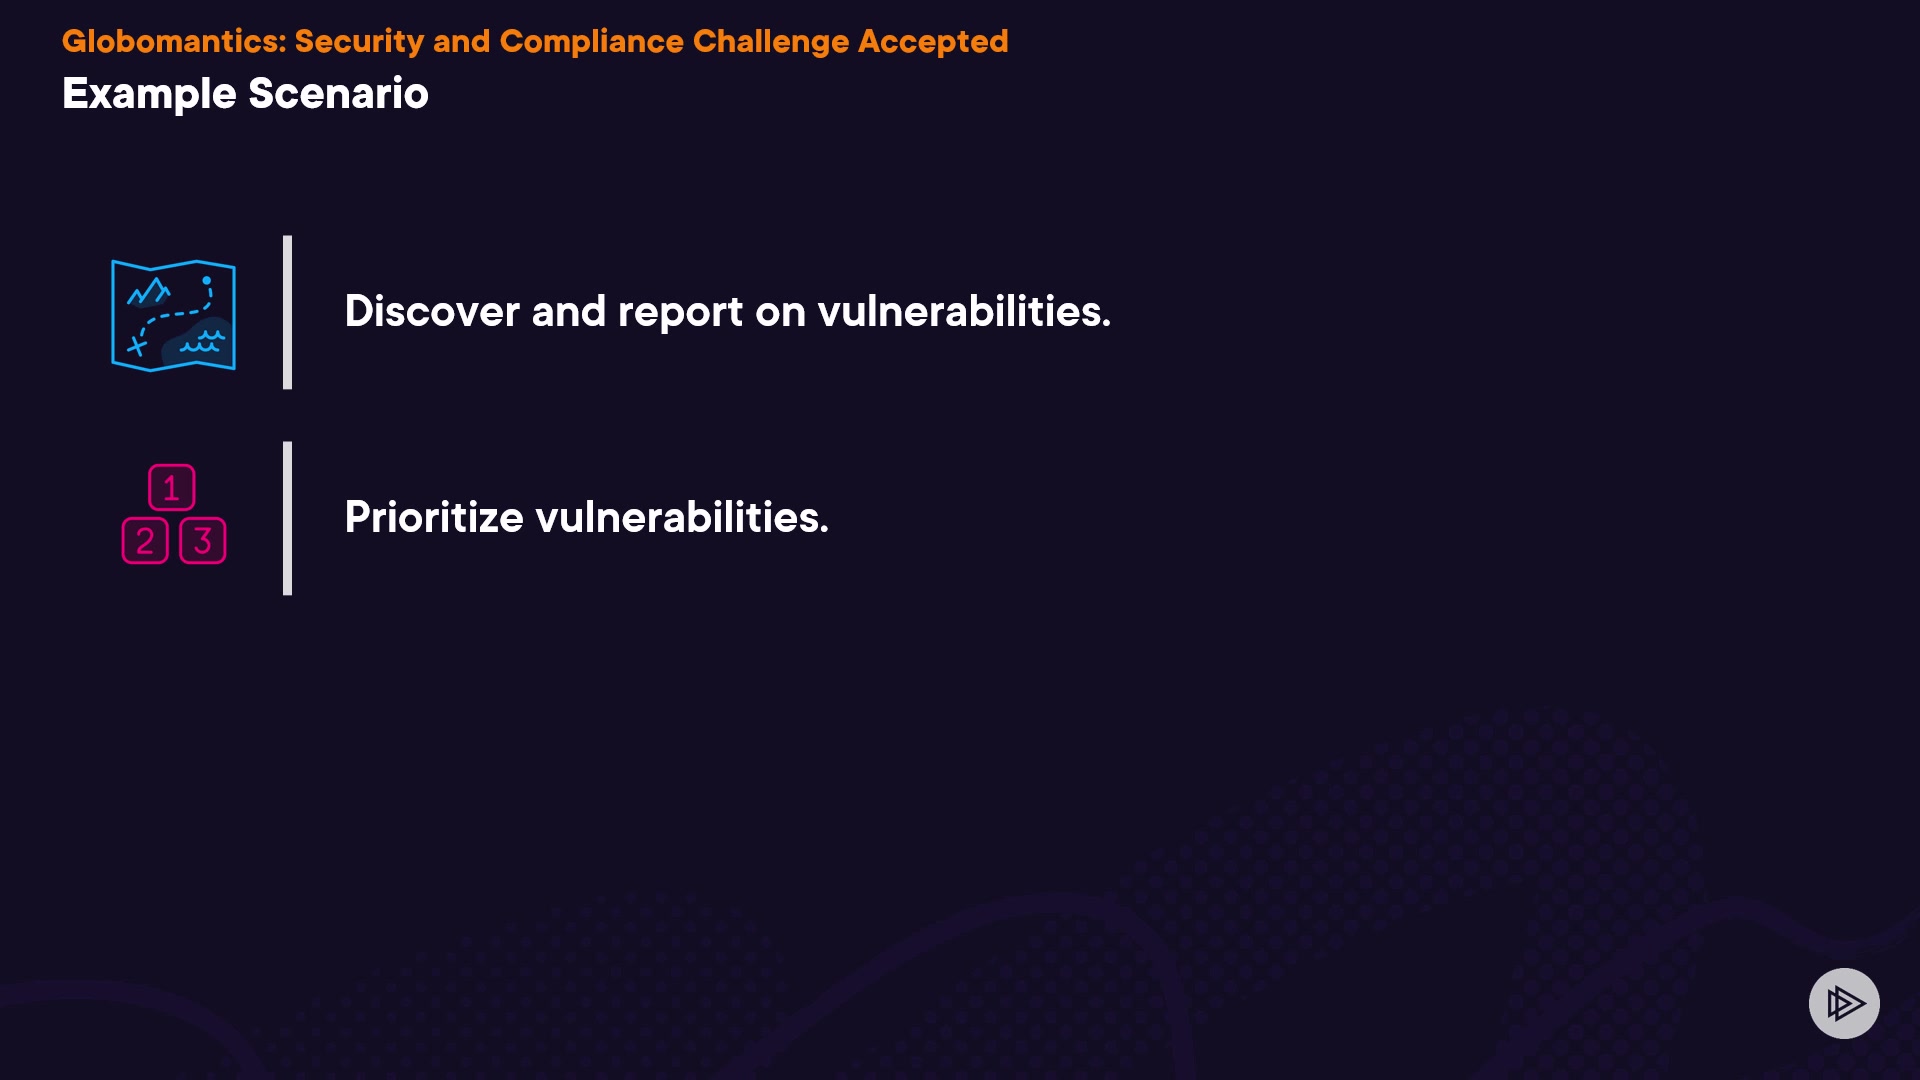 Globomantics: Security and Compliance Challenge Accepted
Example Scenario
Discover and report on vulnerabilities.
1
2 3
Prioritize vulnerabilities.